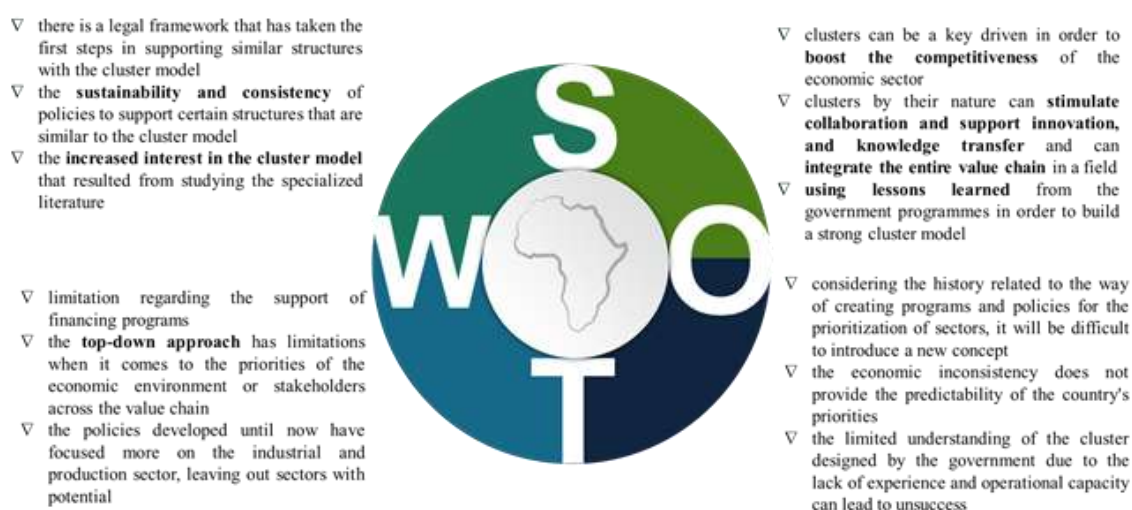 ∇ there is a legal framework that has taken the
first steps in supporting similar structures
with the cluster model
∇ the sustainability and consistency of
policies to support certain structures that are
similar to the cluster model
∇ the increased interest in the cluster model
that resulted from studying the specialized
literature
∇ limitation regarding the support of
financing programs
∇ the top-down approach has limitations
when it comes to the priorities of the
economic environment or stakeholders
across the value chain
∇ the policies developed until now have
focused more on the industrial and
production sector, leaving out sectors with
potential
S
W
O
T
∇ clusters can be a key driven in order to
boost the competitiveness of the
economic sector
∇ clusters by their nature can stimulate
collaboration and support innovation,
and knowledge transfer and can
integrate the entire value chain in a field
∇ using lessons learned from the
government programmes in order to build
a strong cluster model
∇ considering the history related to the way
of creating programs and policies for the
prioritization of sectors, it will be difficult
to introduce a new concept
∇ the economic inconsistency does not
provide the predictability of the country's
priorities
∇ the limited understanding of the cluster
designed by the government due to the
lack of experience and operational capacity
can lead to unsuccess